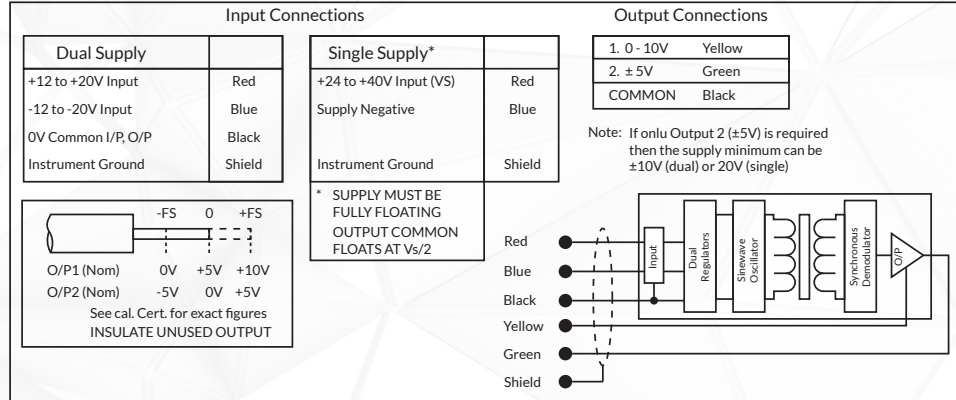 Input Connections
Output Connections
Dual Supply
+12 to +20V Input Red
-12 to -20V Input Blue
0V Common I/P, O/P Black
Instrument Ground Shield
Single Supply*
+24 to +40V Input (VS) Red
Supply Negative Blue
Instrument Ground Shield
* SUPPLY MUST BE
FULLY FLOATING
OUTPUT COMMON
FLOATS AT Vs/2
1. 0 - 10V Yellow
2. ± 5V Green
COMMON Black
Note: If onlu Output 2 (±5V) is required
then the supply minimum can be
±10V (dual) or 20V (single)
-FS 0 +FS
O/P1 (Nom) 0V +5V +10V
O/P2 (Nom) -5V 0V +5V
See cal. Cert. for exact figures
INSULATE UNUSED OUTPUT
Red
Blue
Black
Yellow
Green
Shield
Input
Dual
Regulators
Sinewave
Oscillator
Synchronous
Demodulator
O/P